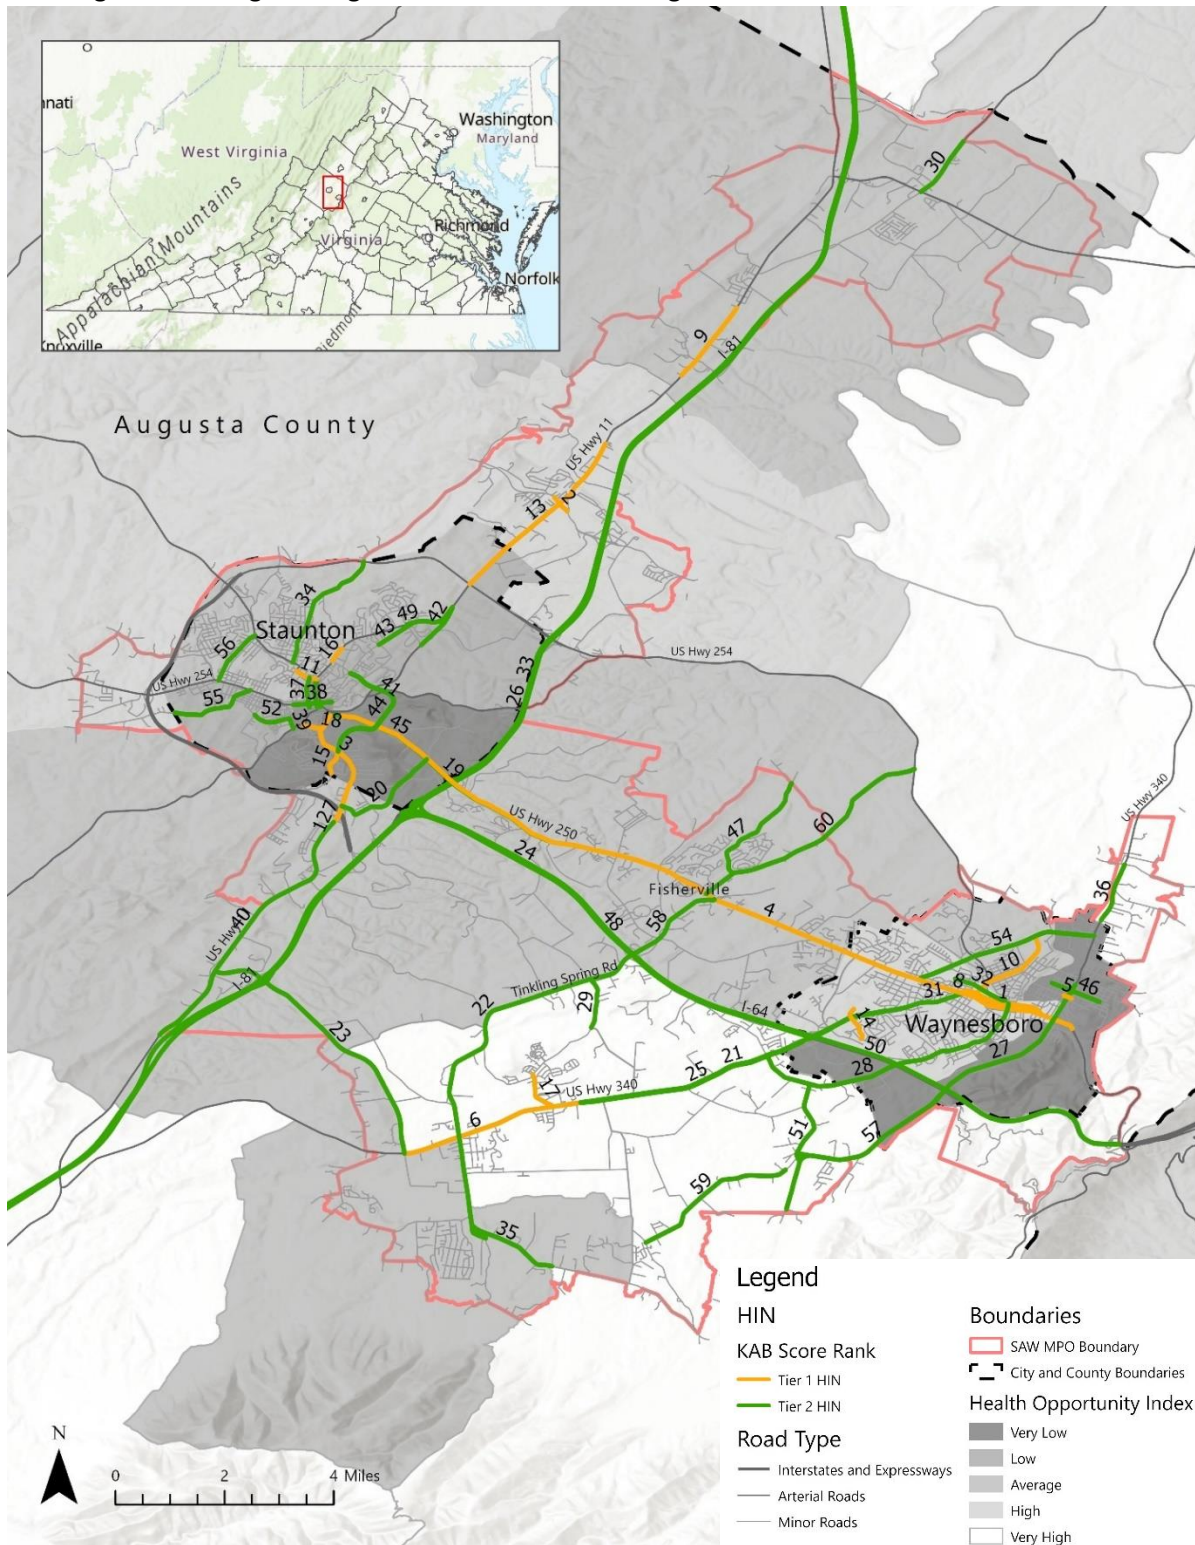 nnati
Washington
Maryland
West Virginia
Appalachian Mountains
Richmond
Virginia
Norfolk
Piedmont
Knoxville
30
9
I-81
Augusta County
US Hwy 11
2
13
34
Staunton
43
49
42
16
56
11
US Hwy 254
US Hwy 254
33
26
37
38
41
55
52
39
18
44
45
3
15
19
20
127
US Hwy 250
47
60
US Hwy 340
24
Fisherville
4
36
48
58
54
US Hwy
40
I-81
Tinkling Spring Rd
10
32
8
1
5
46
31
22
29
I-64
14
Waynesboro
23
50
27
21
28
25
17
US Hwy 340
6
51
57
59
35
Legend
HIN
KAB Score Rank
Tier 1 HIN
Tier 2 HIN
Road Type
Interstates and Expressways
Arterial Roads
Minor Roads
Boundaries
SAW MPO Boundary
City and County Boundaries
Health Opportunity Index
Very Low
Low
Average
High
Very High
N
0 2 4 Miles